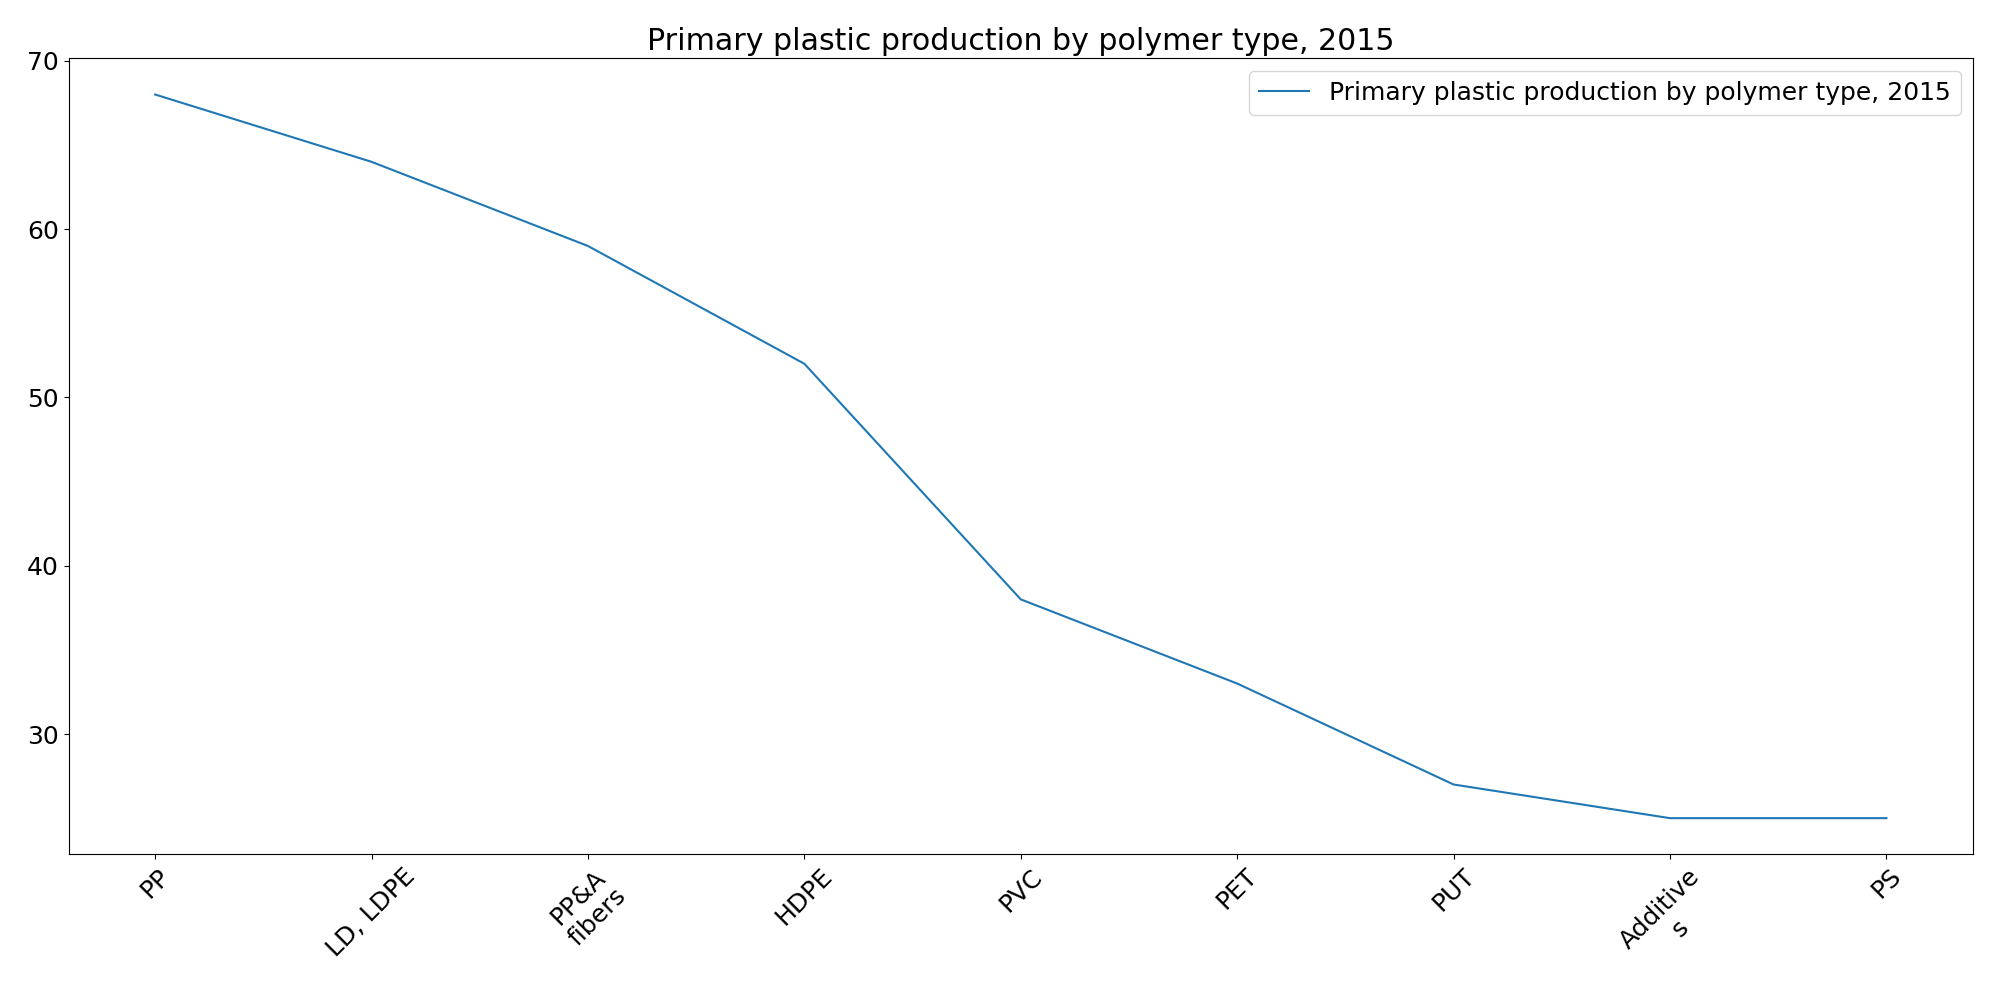 Primary plastic production by polymer type, 2015
Primary plastic production by polymer type, 2015
70
60
50
40
30
PP
LD, LDPE
PP&A
fibers
HDPE
PVC
PET
PUT
Additive
s
PS